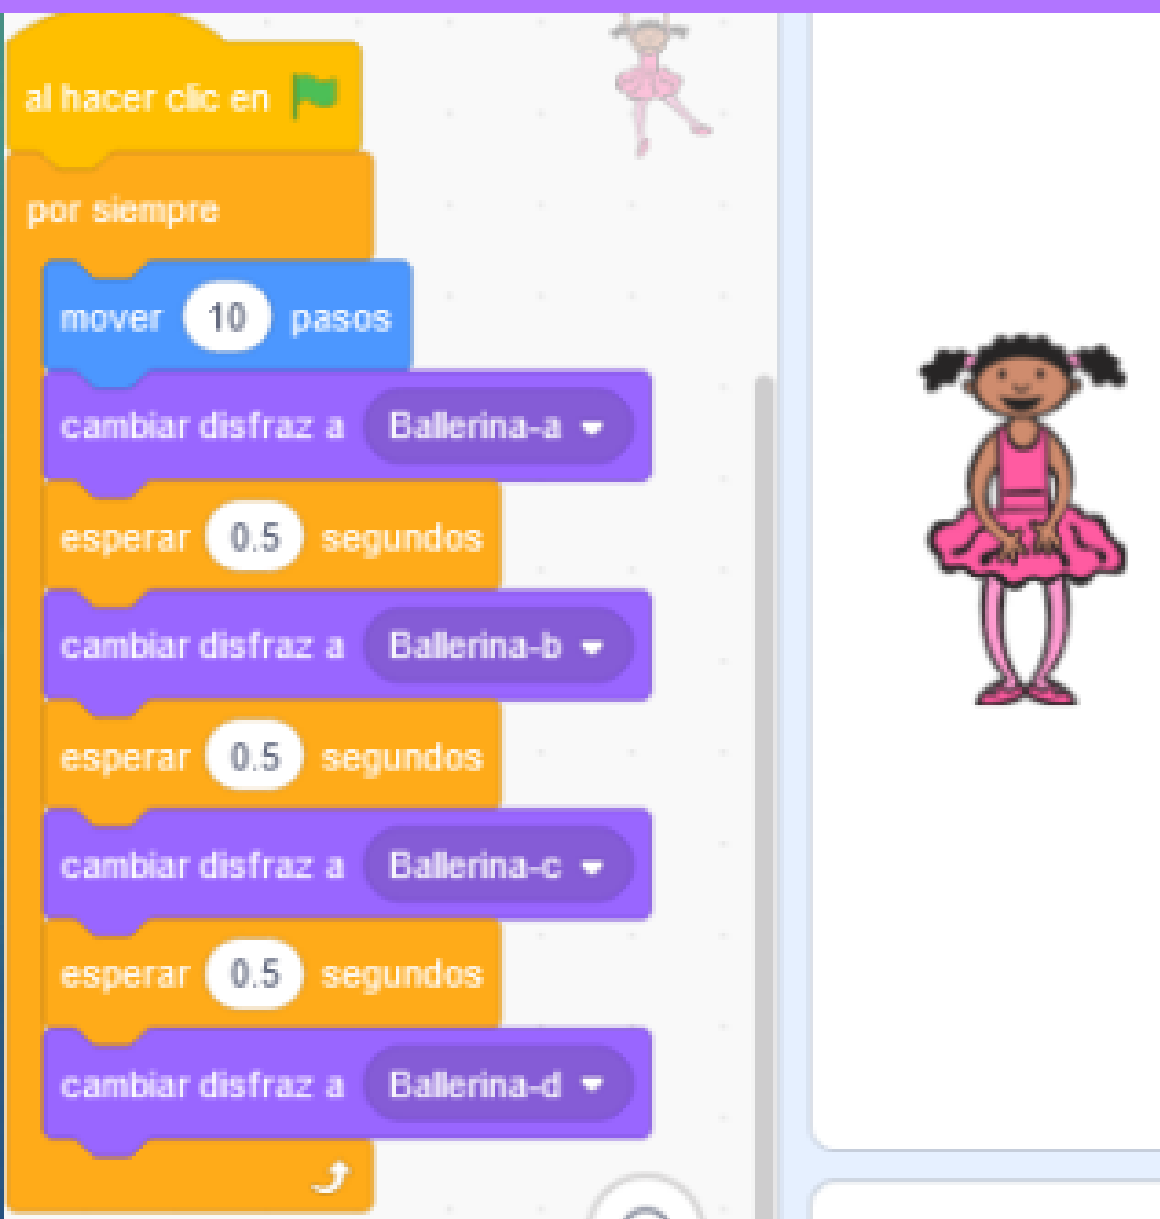 al hacer clic en
por siempre
mover 10 pasos
cambiar disfraz a Ballerina-a
esperar 0.5 segundos
cambiar disfraz a Ballerina-b
esperar 0.5 segundos
cambiar disfraz a Ballerina-c
esperar 0.5 segundos
cambiar disfraz a Ballerina-d